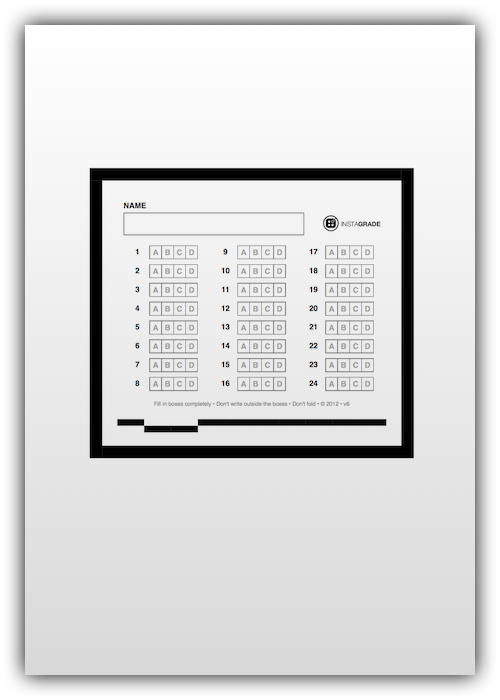 NAME
INSTAGRADE
1 A B C D 9 A B C D 17 A B C D
2 A B C D 10 A B C D 18 A B C D
3 A B C D 11 A B C D 19 A B C D
4 A B C D 12 A B C D 20 A B C D
5 A B C D 13 A B C D 21 A B C D
6 A B C D 14 A B C D 22 A B C D
7 A B C D 15 A B C D 23 A B C D
8 A B C D 16 A B C D 24 A B C D
Fill in boxes completely • Don't write outside the boxes • Don't fold • © 2012 • v6